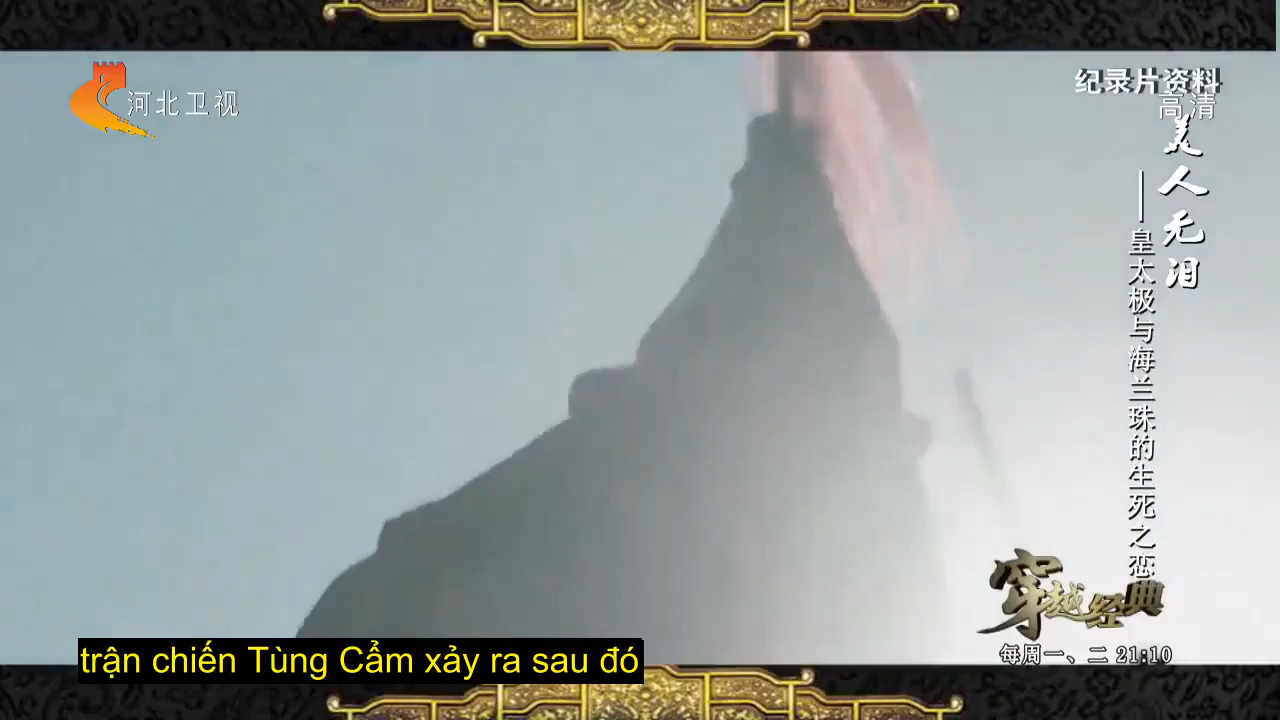 河北卫视
纪录片资料
高清
美人无泪
——皇太极与海兰珠的生死之恋
穿越经典
每周一、二 21:10
trận chiến Tùng Cẩm xảy ra sau đó